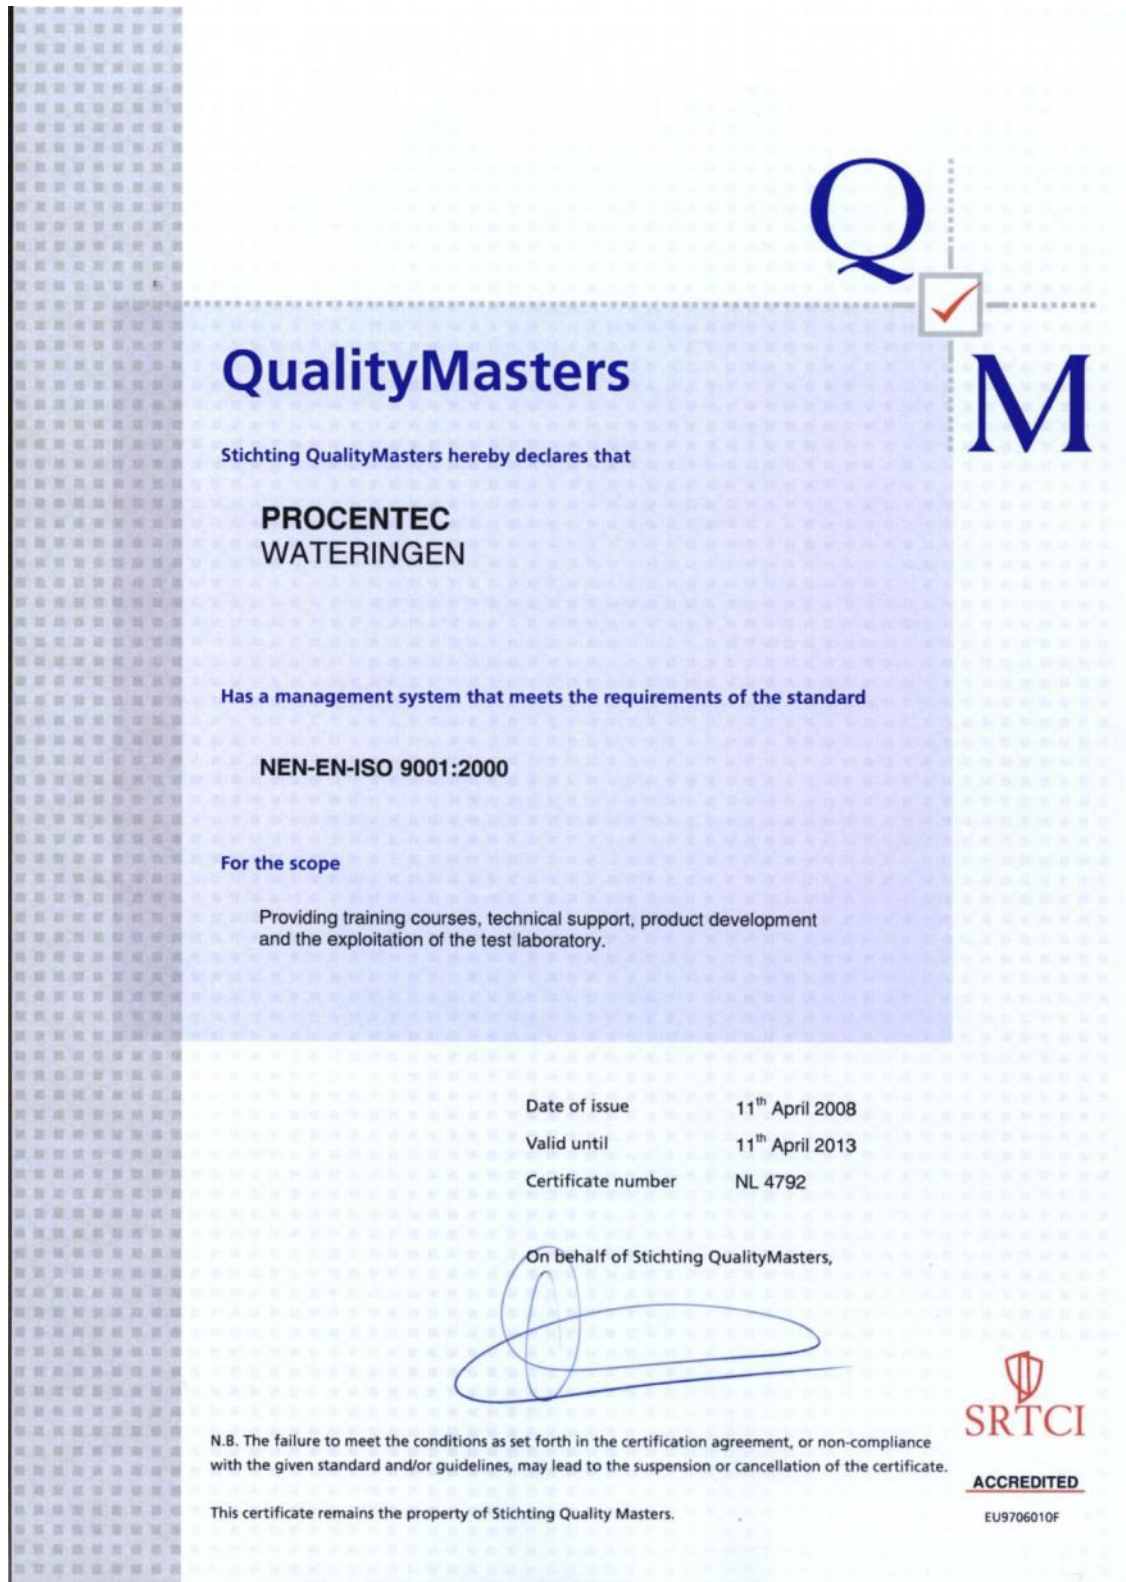 Q
M
QualityMasters
Stichting QualityMasters hereby declares that
PROCENTEC
WATERINGEN
Has a management system that meets the requirements of the standard
NEN-EN-ISO 9001:2000
For the scope
Providing training courses, technical support, product development
and the exploitation of the test laboratory.
Date of issue 11th April 2008
Valid until 11th April 2013
Certificate number NL 4792
On behalf of Stichting QualityMasters,
SRTCI
N.B. The failure to meet the conditions as set forth in the certification agreement, or non-compliance
with the given standard and/or guidelines, may lead to the suspension or cancellation of the certificate.
ACCREDITED
This certificate remains the property of Stichting Quality Masters.
EU9706010F